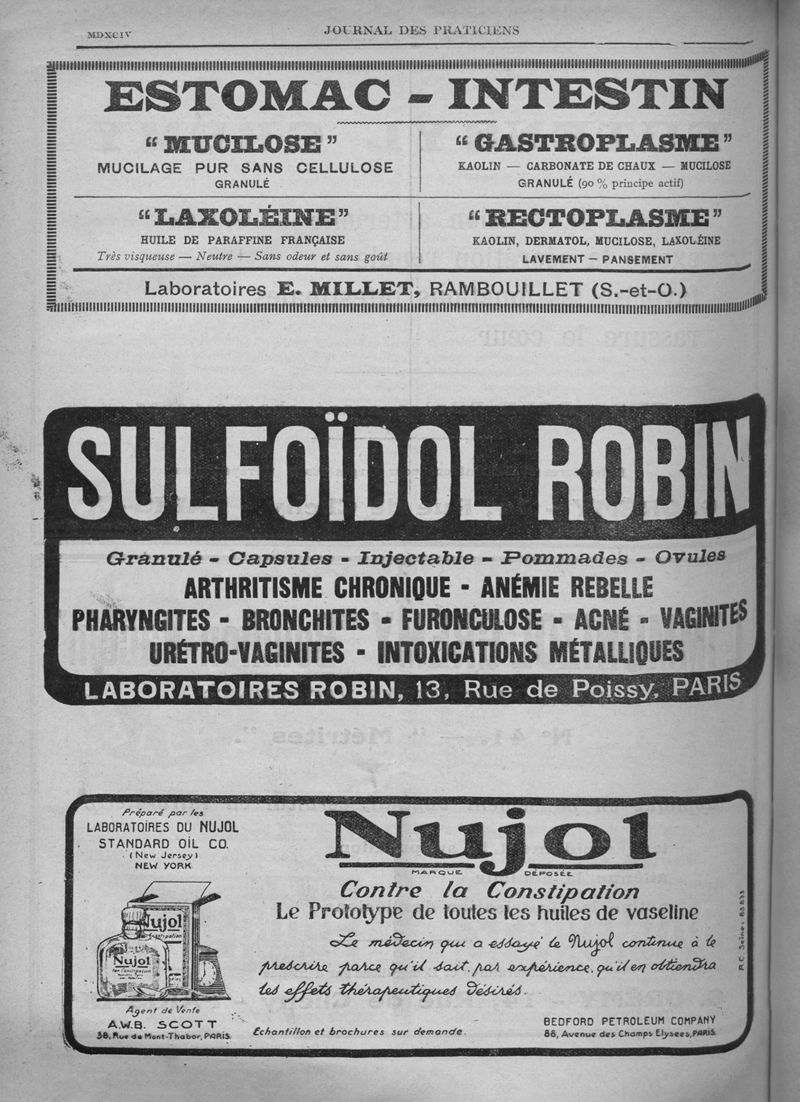 MDXCIV
JOURNAL DES PRATICIENS
ESTOMAC - INTESTIN
“ MUCILOSE ”
MUCILAGE PUR SANS CELLULOSE
GRANULÉ
“ GASTROPLASME ”
KAOLIN — CARBONATE DE CHAUX — MUCILOSE
GRANULÉ (90 % principe actif)
“ LAXOLÉINE ”
HUILE DE PARAFFINE FRANÇAISE
Très visqueuse — Neutre — Sans odeur et sans goût
“ RECTOPLASME ”
KAOLIN, DERMATOL, MUCILOSE, LAXOLÉINE
LAVEMENT — PANSEMENT
Laboratoires E. MILLET, RAMBOUILLET (S.-et-O.)
SULFOÏDOL ROBIN
Granulé - Capsules - Injectable - Pommades - Ovules
ARTHRITISME CHRONIQUE - ANÉMIE REBELLE
PHARYNGITES - BRONCHITES - FURONCULOSE - ACNÉ - VAGINITES
URÉTRO-VAGINITES - INTOXICATIONS MÉTALLIQUES
LABORATOIRES ROBIN, 13, Rue de Poissy, PARIS
Préparé par les
LABORATOIRES DU NUJOL
STANDARD OIL CO.
(New Jersey)
NEW YORK
Nujol
Nujol
Agent de Vente
A.W.B. SCOTT
38, Rue de Mont-Thabor, PARIS.
Nujol
MARQUE DÉPOSÉE
Contre la Constipation
Le Prototype de toutes les huiles de vaseline
Le médecin qui a essayé le Nujol continue à le
prescrire parce qu'il sait, par expérience, qu'il en obtiendra
les effets thérapeutiques désirés.
Echantillon et brochures sur demande.
BEDFORD PETROLEUM COMPANY
88, Avenue des Champs Elysées, PARIS.